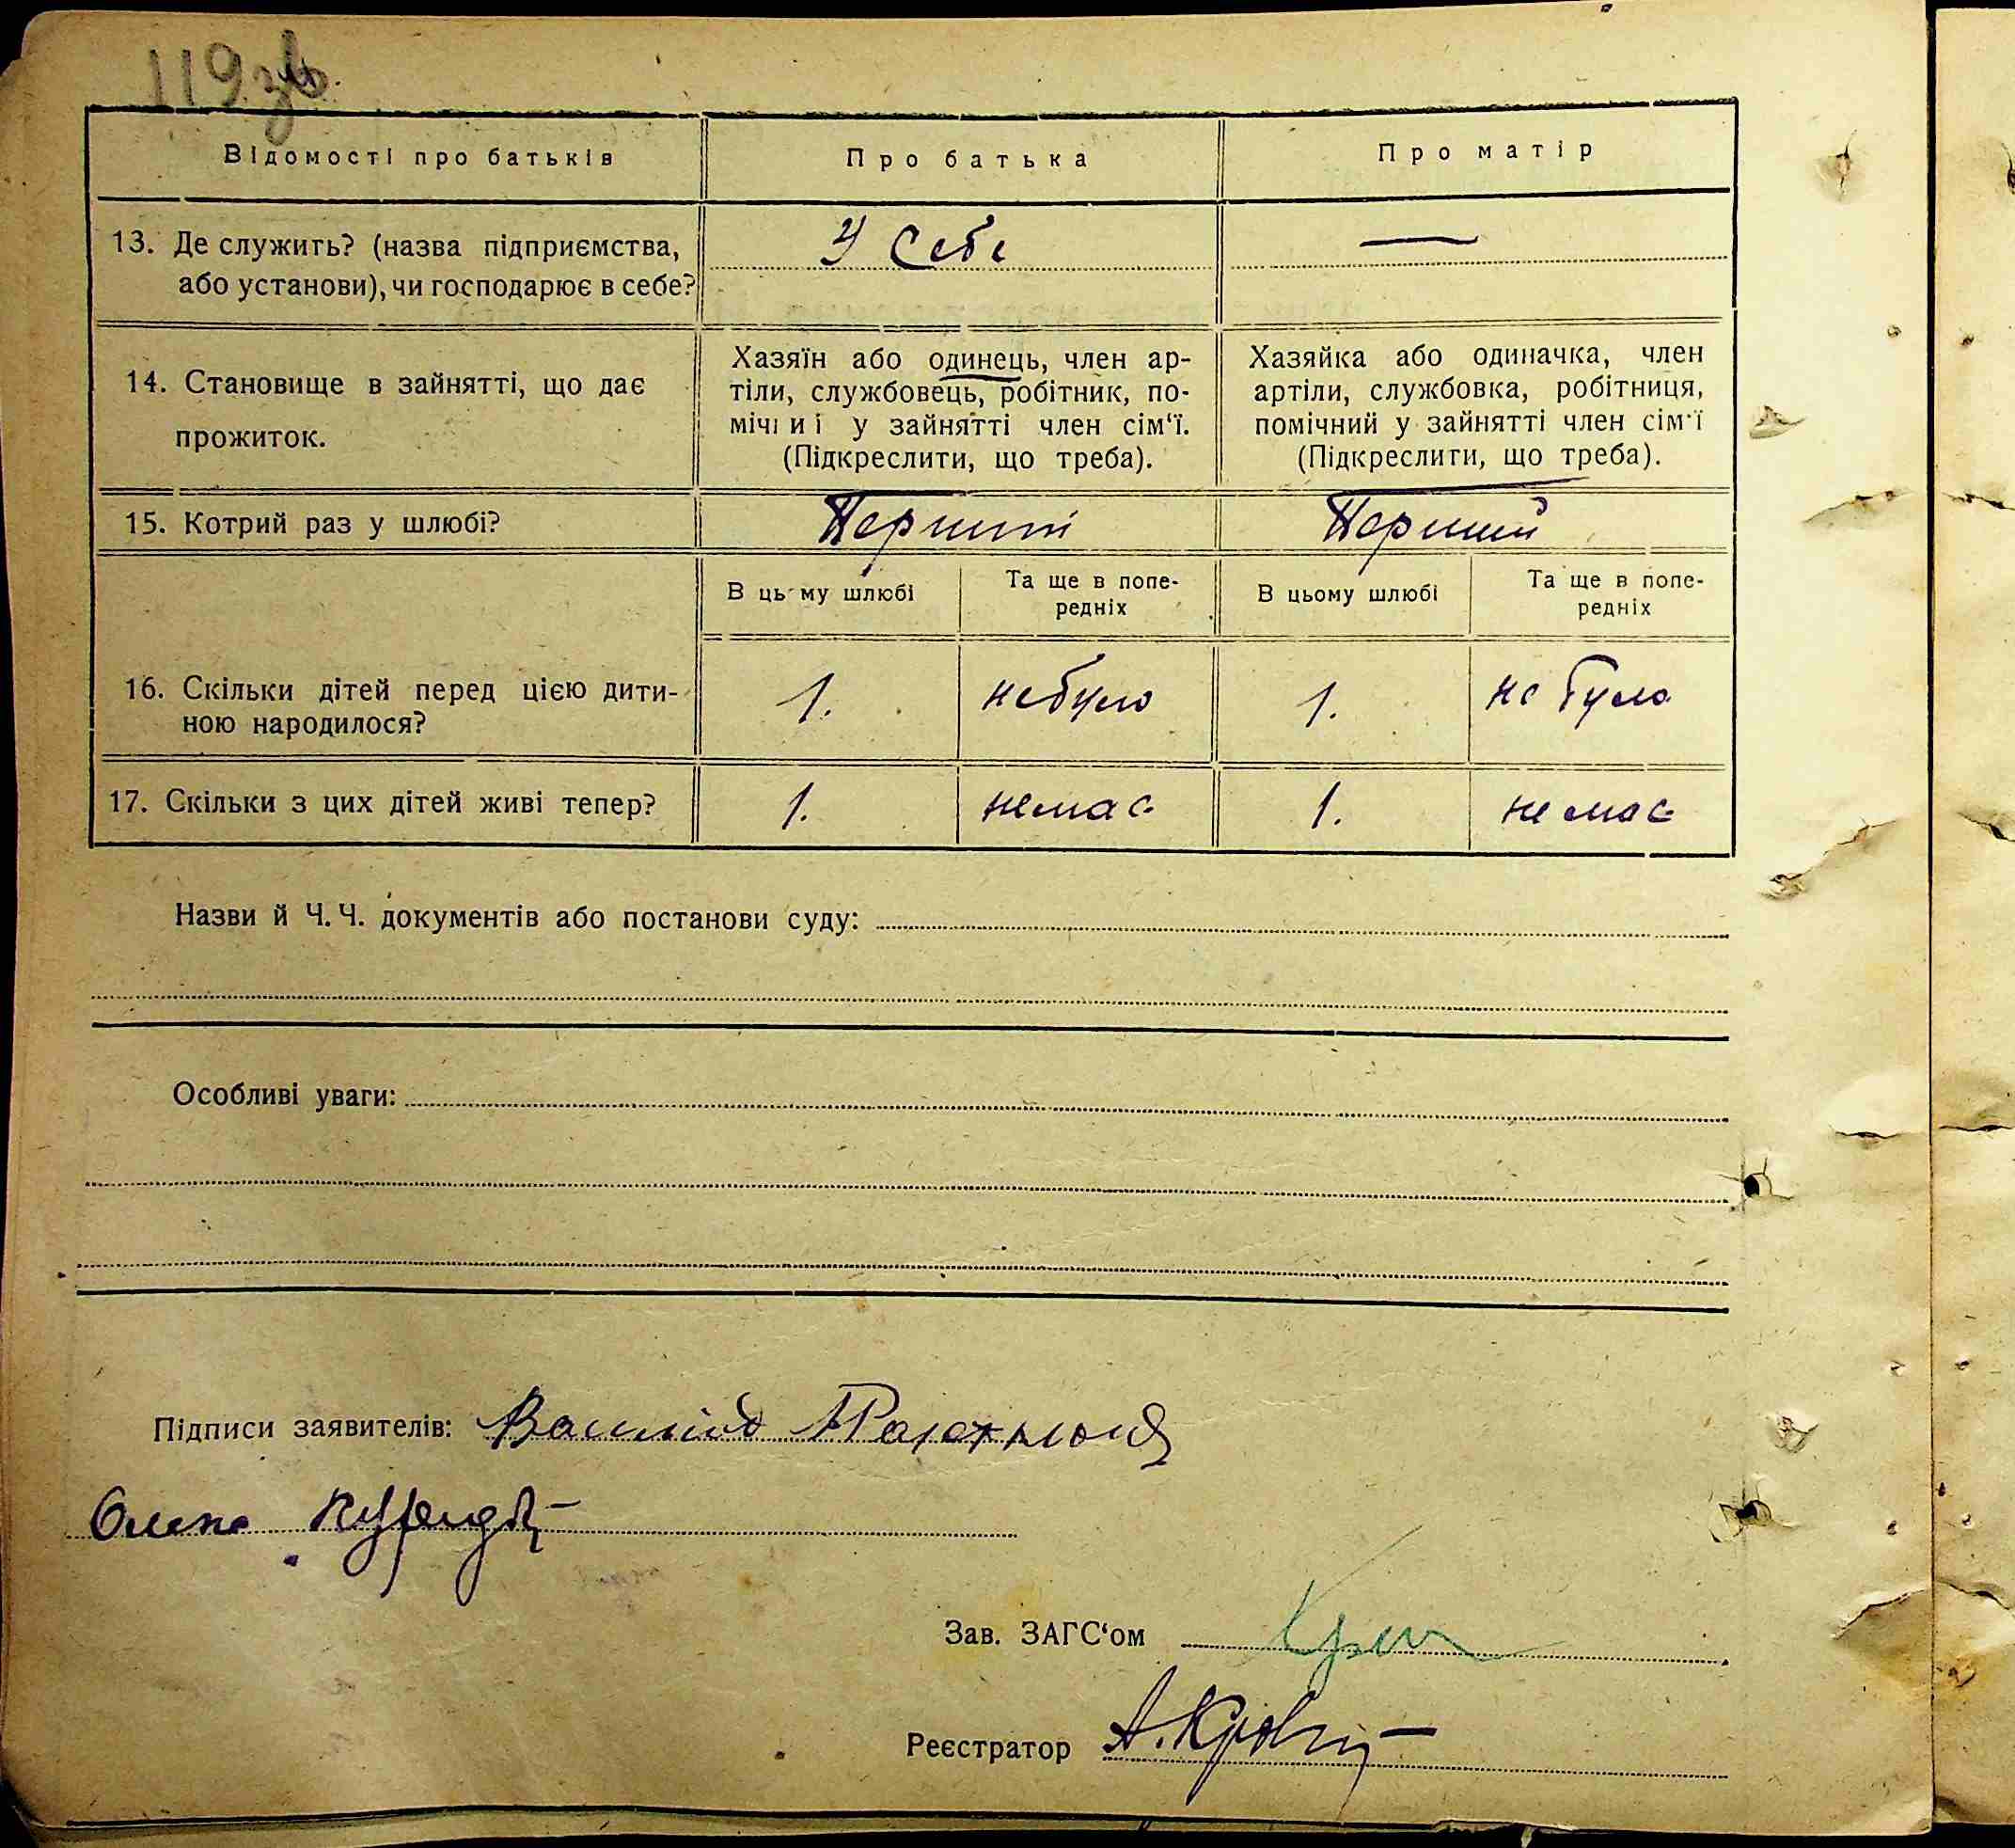 119 зв.
Відомості про батьків
Про батька
Про матір
13. Де служить? (назва підприємства, або установи), чи господарює в себе?
У себе
—
14. Становище в зайнятті, що дає прожиток.
Хазяїн або одинець, член ар-
тіли, службовець, робітник, по-
мічний у зайнятті член сім'ї.
(Підкреслити, що треба).
Хазяйка або одиначка, член
артіли, службовка, робітниця,
помічний у зайнятті член сім'ї
(Підкреслити, що треба).
15. Котрий раз у шлюбі?
Перший
Перший
В цьому шлюбі
Та ще в попе-
редніх
В цьому шлюбі
Та ще в попе-
редніх
16. Скільки дітей перед цією дити-
ною народилося?
1.
небуло
1.
не було
17. Скільки з цих дітей живі тепер?
1.
немає
1.
немає
Назви й Ч. Ч. документів або постанови суду:
Особливі уваги:
Підписи заявителів:
Олена
Зав. ЗАГС'ом
Реєстратор А.